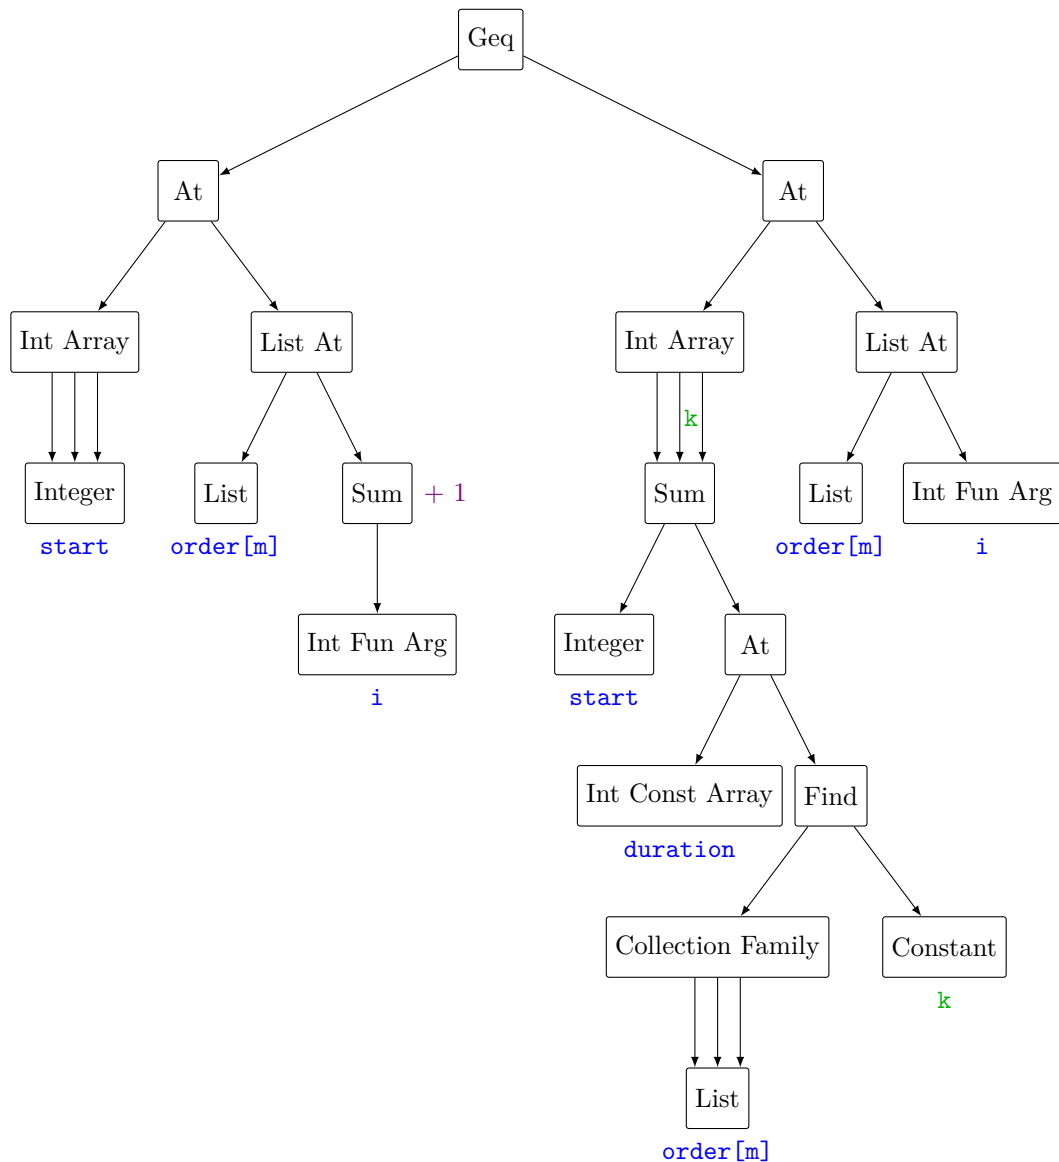 Geq
At At
Int Array List At Int Array List At
k
Integer List Sum + 1 Sum List Int Fun Arg
start order[m] order[m] i
Int Fun Arg Integer At
i start
Int Const Array Find
duration
Collection Family Constant
k
List
order[m]